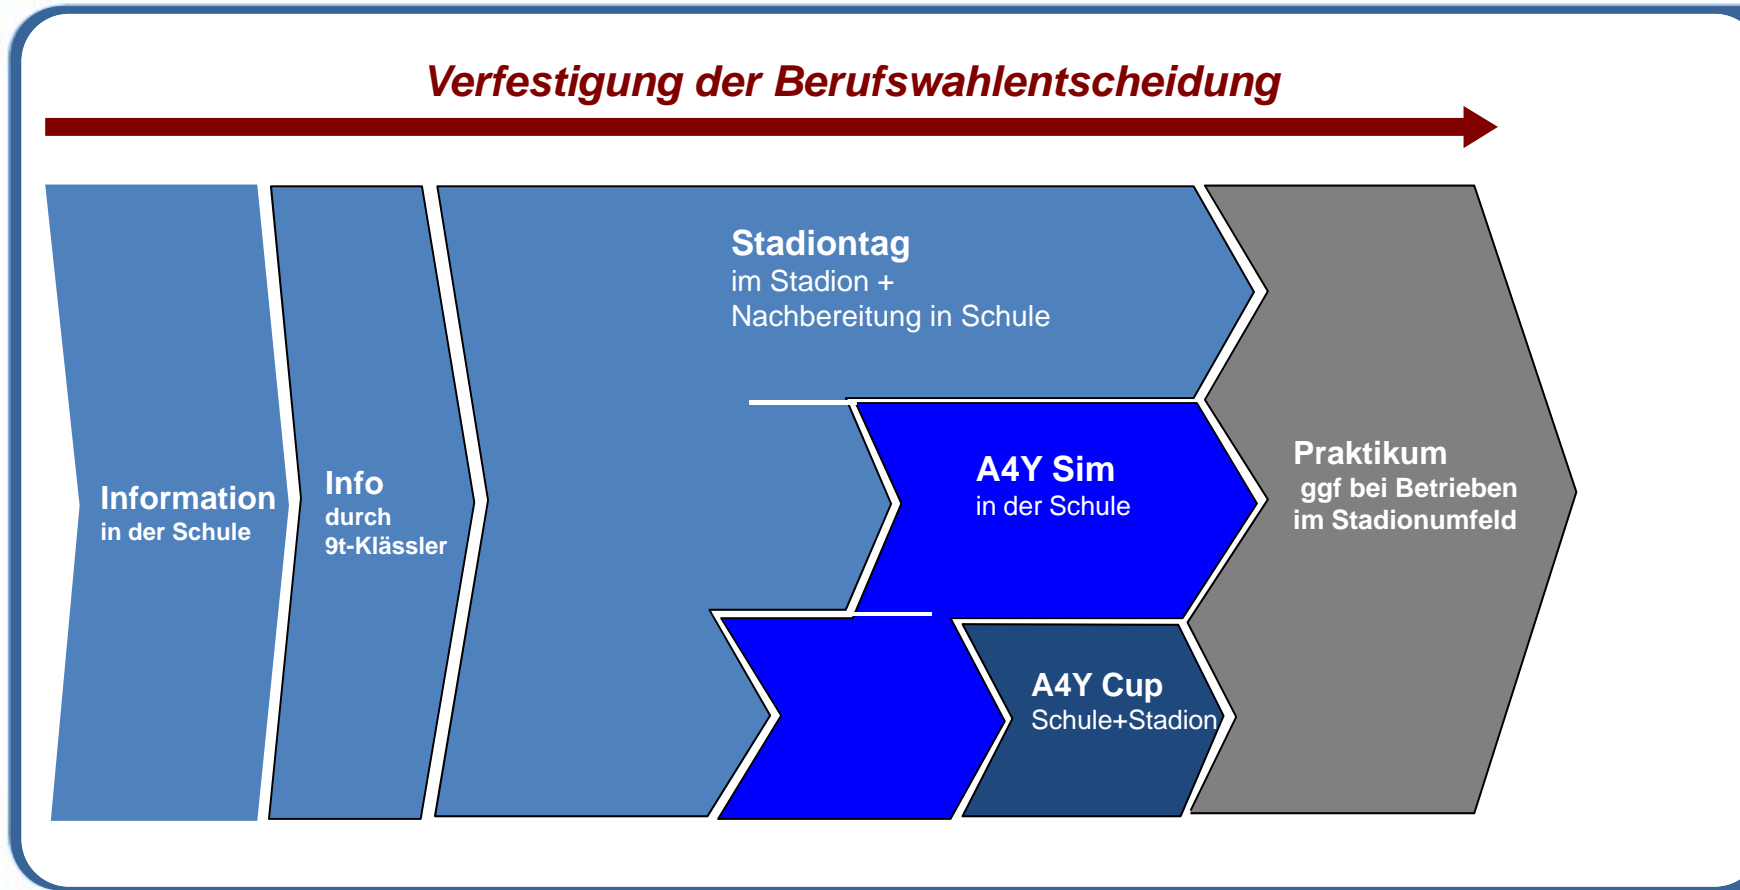 Verfestigung der Berufswahlentscheidung
Information
in der Schule
Info
durch
9t-Klässler
Stadiontag
im Stadion +
Nachbereitung in Schule
A4Y Sim
in der Schule
A4Y Cup
Schule+Stadion
Praktikum
ggf bei Betrieben
im Stadionumfeld